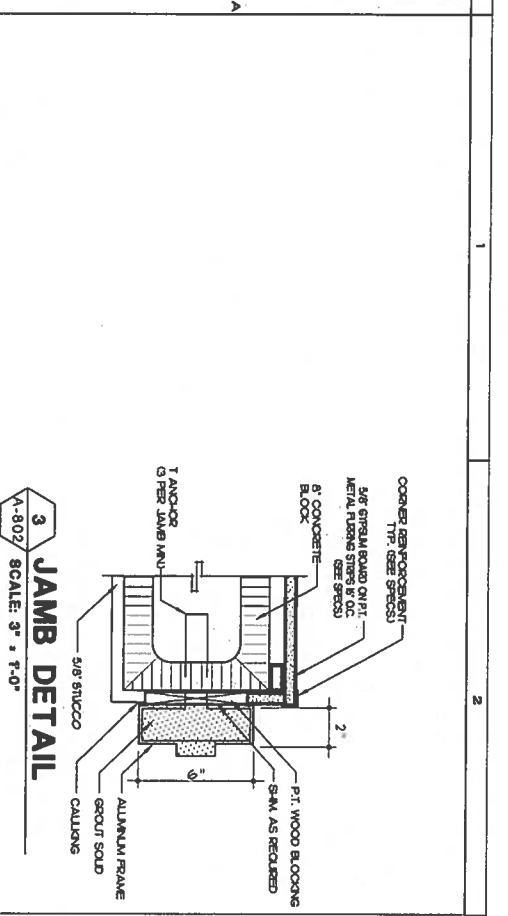 A
1
2
CORNER REINFORCEMENT
TYP. (SEE SPECS.)
5/8" GYPSUM BOARD ON P.T.
METAL FURRING STRIPS 16" O.C.
(SEE SPECS.)
8" CONCRETE
BLOCK
T ANCHOR
(3 PER JAMB MIN.)
2"
6"
P.T. WOOD BLOCKING
SHIM AS REQUIRED
ALUMINUM FRAME
GROUT SOLID
CAULKING
5/8" STUCCO
3
A-802
JAMB DETAIL
SCALE: 3" = 1'-0"